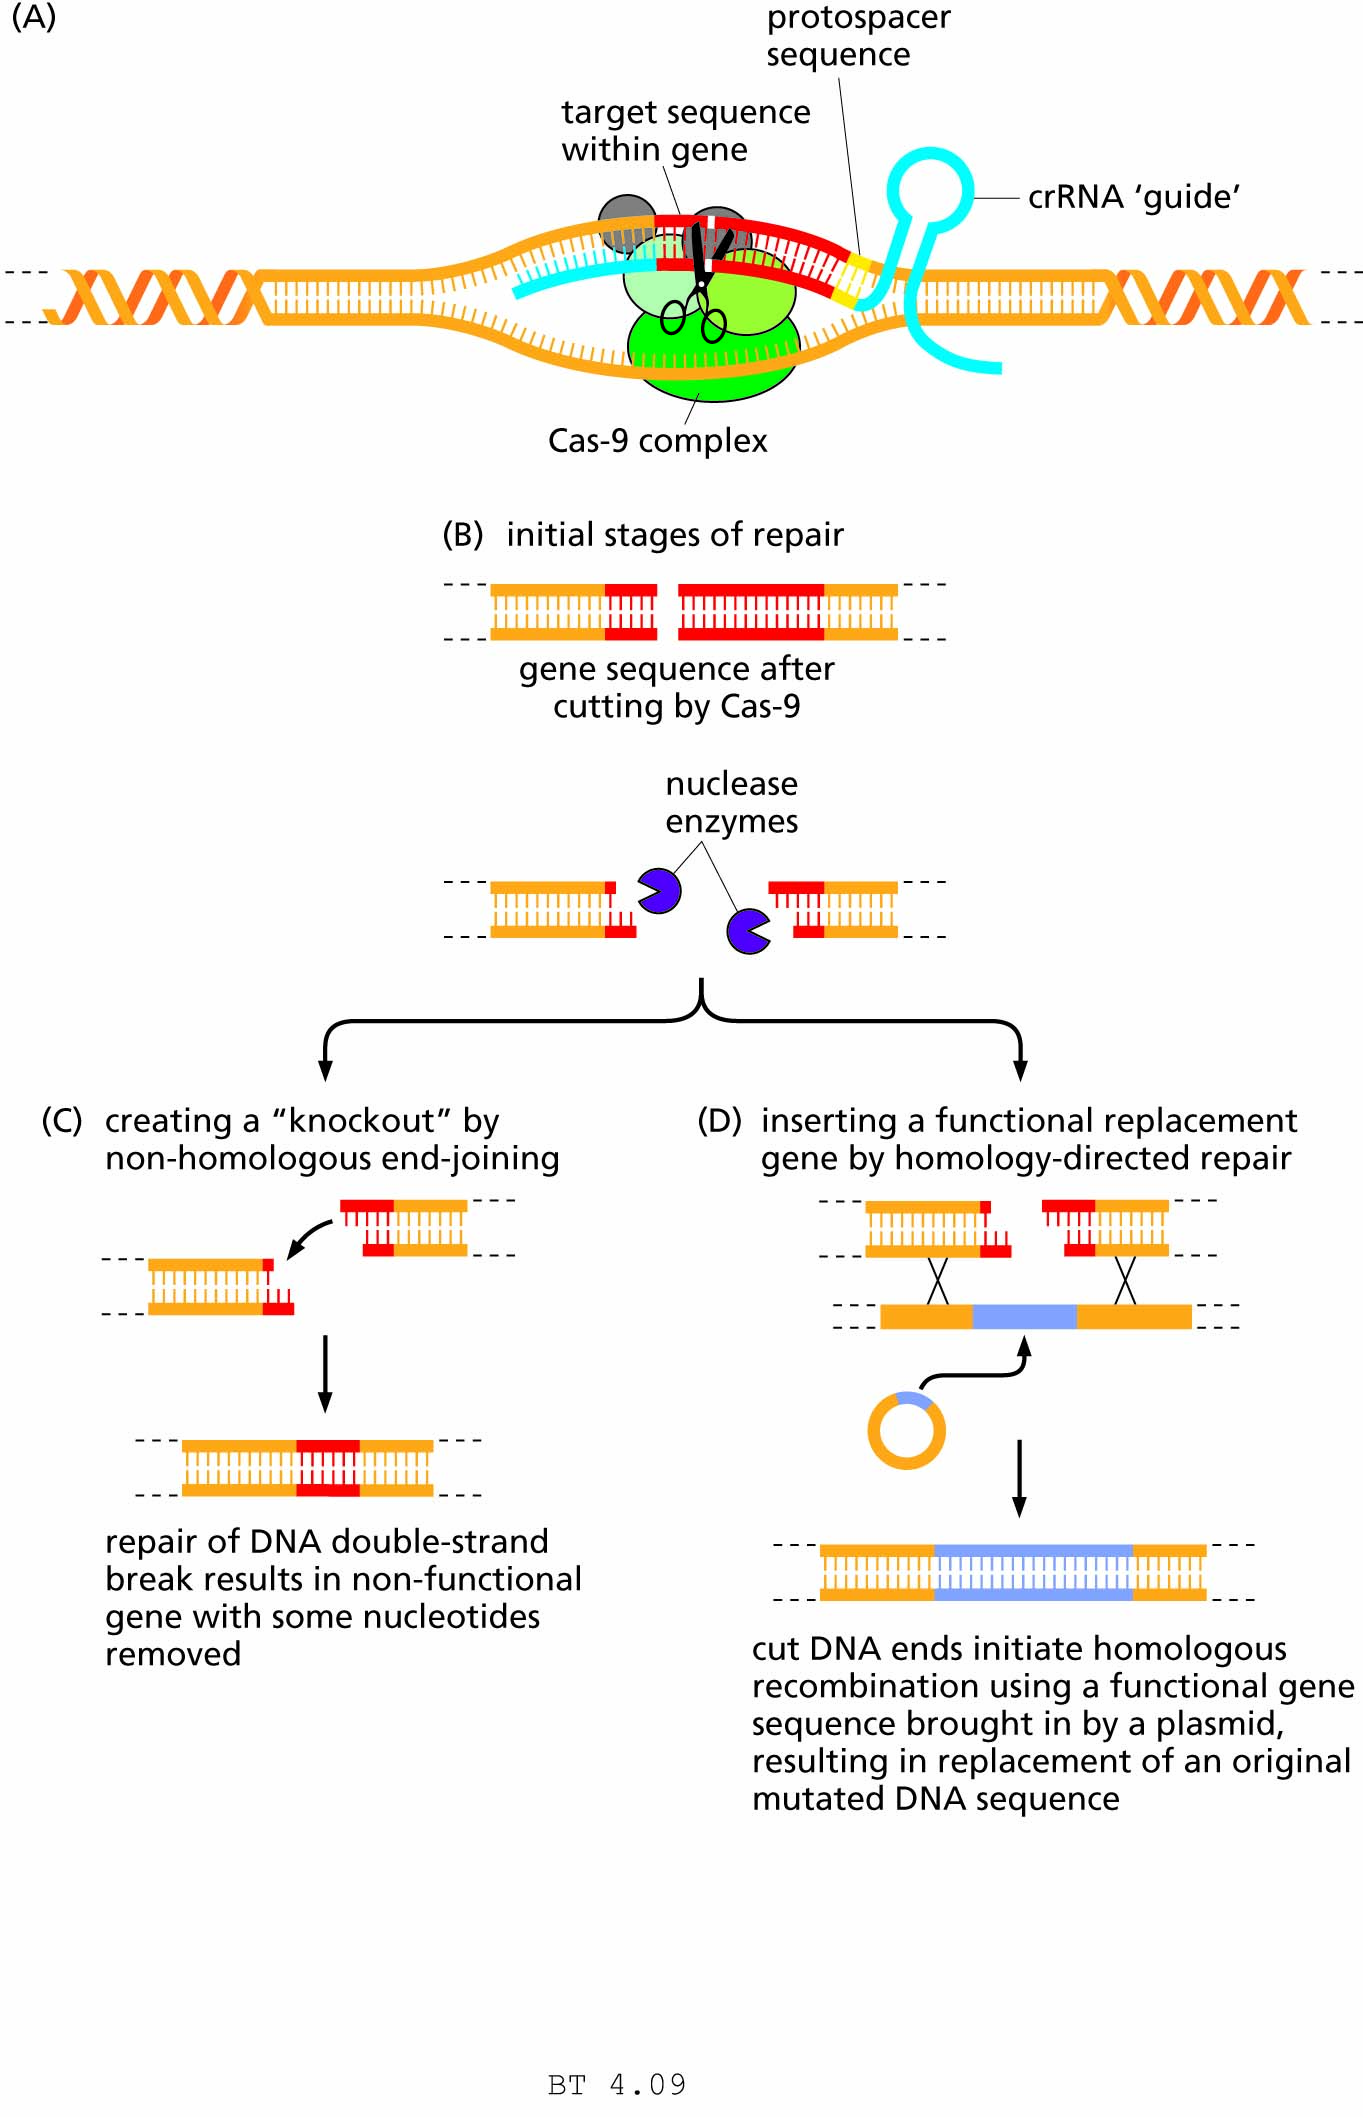 (A)
protospacer
sequence
target sequence
within gene
crRNA ‘guide’
Cas-9 complex
(B) initial stages of repair
gene sequence after
cutting by Cas-9
nuclease
enzymes
(C) creating a “knockout” by
non-homologous end-joining
repair of DNA double-strand
break results in non-functional
gene with some nucleotides
removed
(D) inserting a functional replacement
gene by homology-directed repair
cut DNA ends initiate homologous
recombination using a functional gene
sequence brought in by a plasmid,
resulting in replacement of an original
mutated DNA sequence
BT 4.09